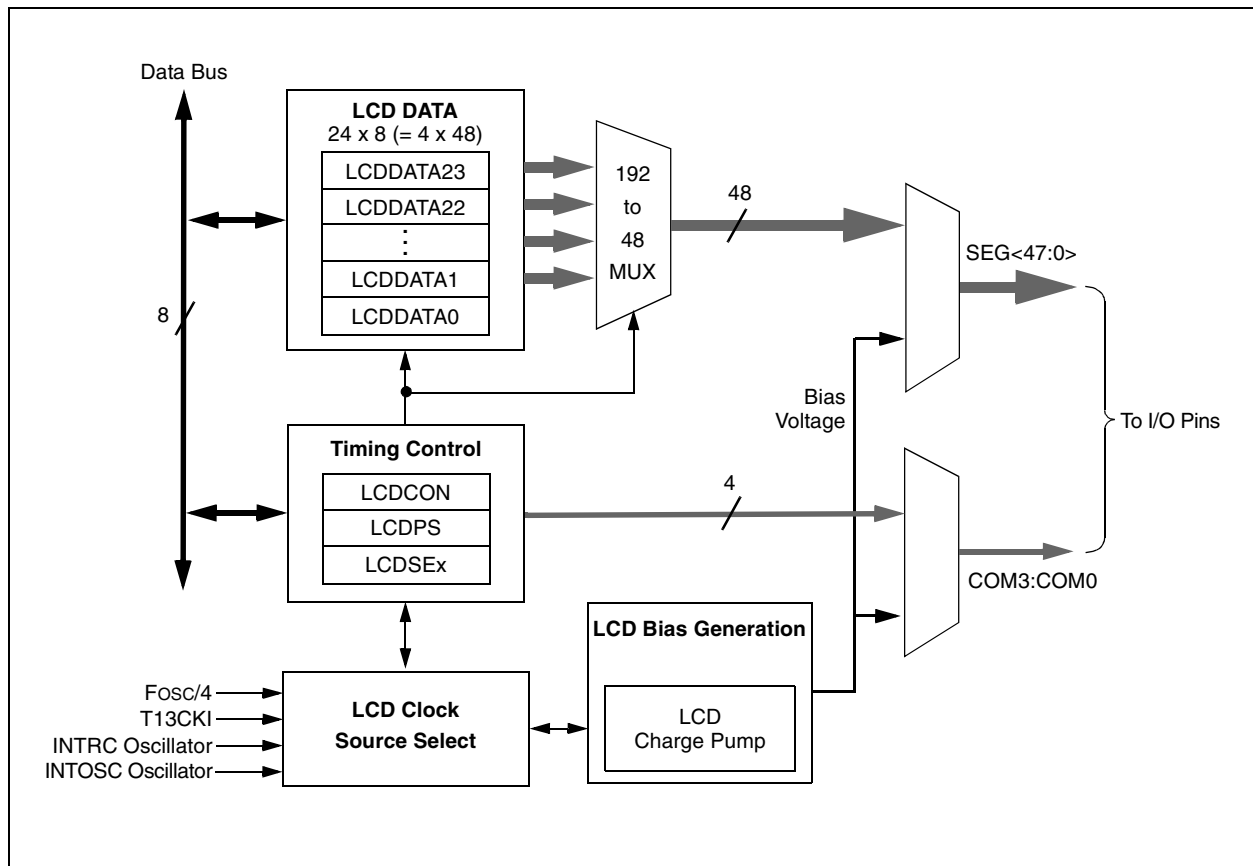 Data Bus
8
LCD DATA
24 x 8 (= 4 x 48)
LCDDATA23
LCDDATA22
⋮
LCDDATA1
LCDDATA0
192
to
48
MUX
48
SEG<47:0>
Bias
Voltage
To I/O Pins
Timing Control
LCDCON
LCDPS
LCDSEx
4
COM3:COM0
LCD Bias Generation
LCD
Charge Pump
FOSC/4
T13CKI
INTRC Oscillator
INTOSC Oscillator
LCD Clock
Source Select